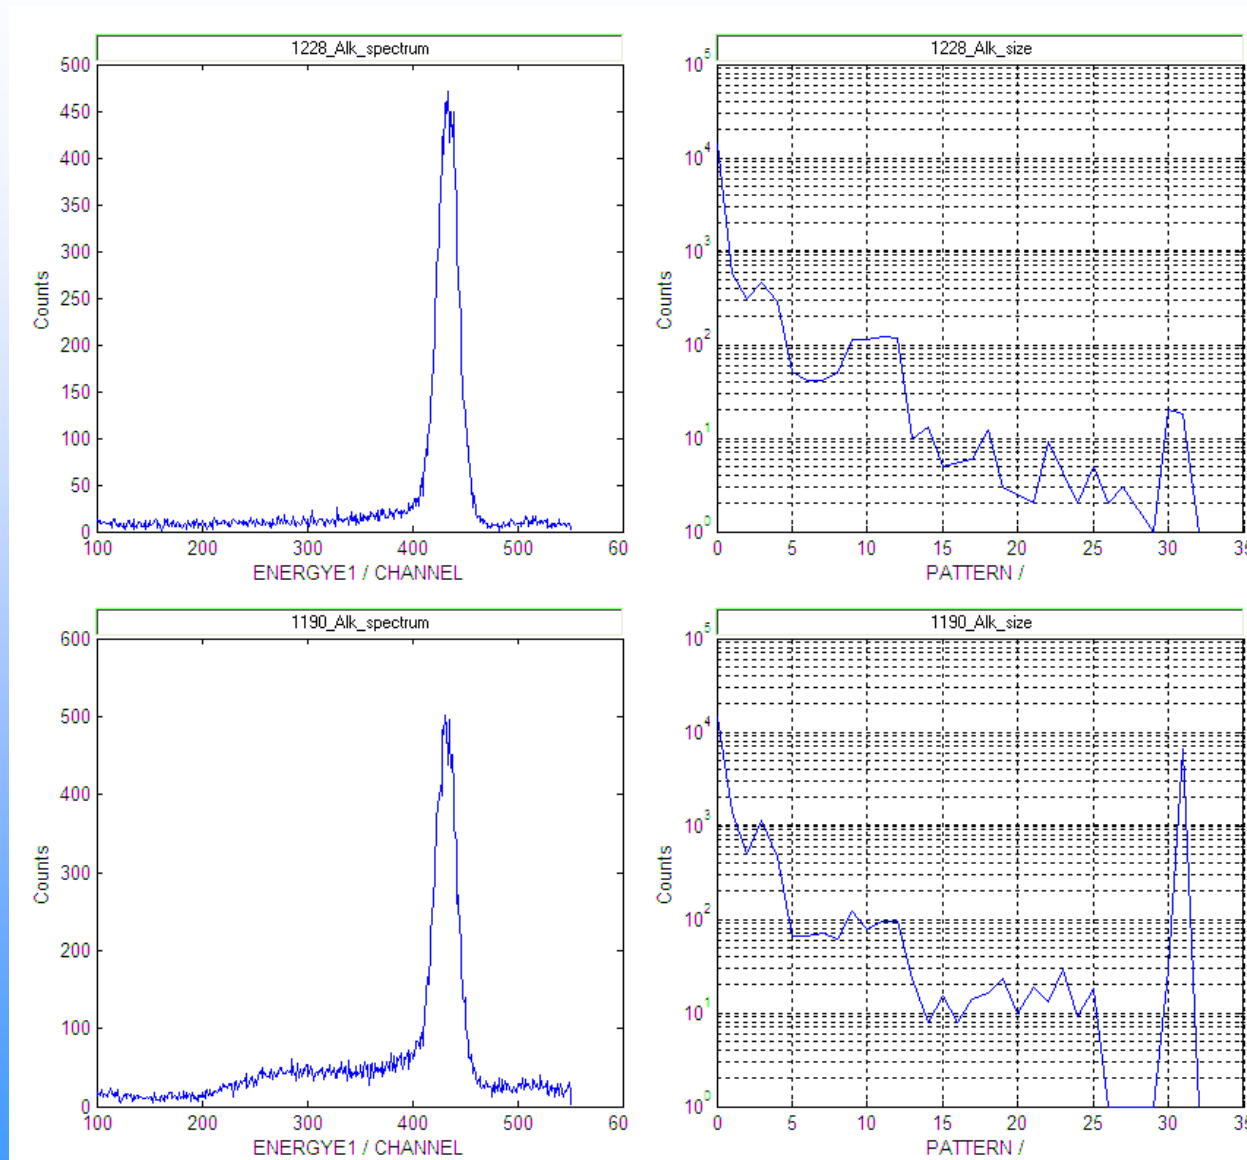 1228_Alk_spectrum
500
450
400
350
300
250
200
150
100
50
0
Counts
100 200 300 400 500 60
ENERGYE1 / CHANNEL
1228_Alk_size
10^5
10^4
10^3
10^2
10^1
10^0
Counts
0 5 10 15 20 25 30 35
PATTERN /
1190_Alk_spectrum
600
500
400
300
200
100
0
Counts
100 200 300 400 500 60
ENERGYE1 / CHANNEL
1190_Alk_size
10^5
10^4
10^3
10^2
10^1
10^0
Counts
0 5 10 15 20 25 30 35
PATTERN /